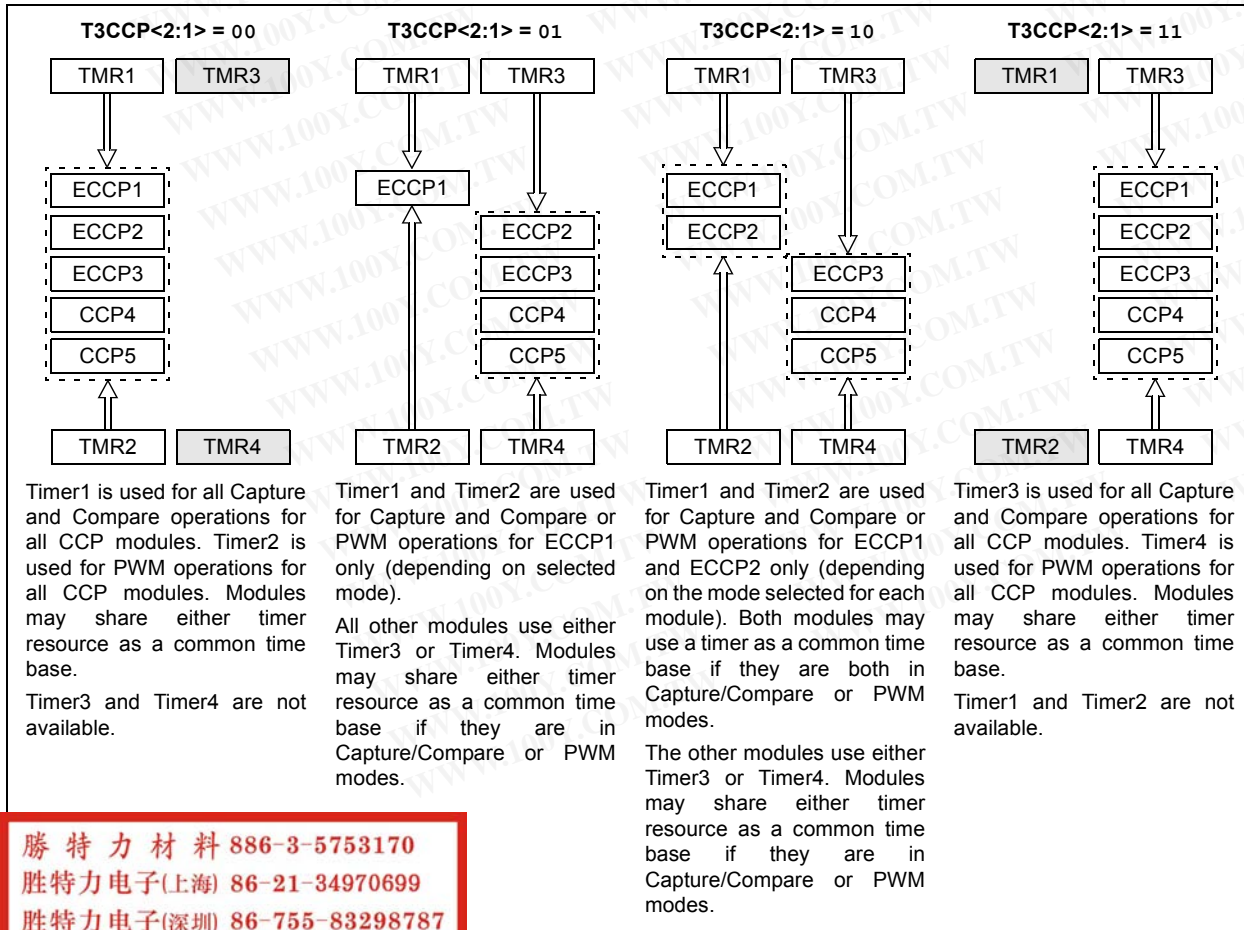 T3CCP<2:1> = 00
TMR1
TMR3
ECCP1
ECCP2
ECCP3
CCP4
CCP5
TMR2
TMR4
Timer1 is used for all Capture
and Compare operations for
all CCP modules. Timer2 is
used for PWM operations for
all CCP modules. Modules
may share either timer
resource as a common time
base.
Timer3 and Timer4 are not
available.
T3CCP<2:1> = 01
TMR1
TMR3
ECCP1
ECCP2
ECCP3
CCP4
CCP5
TMR2
TMR4
Timer1 and Timer2 are used
for Capture and Compare or
PWM operations for ECCP1
only (depending on selected
mode).
All other modules use either
Timer3 or Timer4. Modules
may share either timer
resource as a common time
base if they are in
Capture/Compare or PWM
modes.
T3CCP<2:1> = 10
TMR1
TMR3
ECCP1
ECCP2
ECCP3
CCP4
CCP5
TMR2
TMR4
Timer1 and Timer2 are used
for Capture and Compare or
PWM operations for ECCP1
and ECCP2 only (depending
on the mode selected for each
module). Both modules may
use a timer as a common time
base if they are both in
Capture/Compare or PWM
modes.
The other modules use either
Timer3 or Timer4. Modules
may share either timer
resource as a common time
base if they are in
Capture/Compare or PWM
modes.
T3CCP<2:1> = 11
TMR1
TMR3
ECCP1
ECCP2
ECCP3
CCP4
CCP5
TMR2
TMR4
Timer3 is used for all Capture
and Compare operations for
all CCP modules. Timer4 is
used for PWM operations for
all CCP modules. Modules
may share either timer
resource as a common time
base.
Timer1 and Timer2 are not
available.
勝 特 力 材 料 886-3-5753170
胜特力电子(上海) 86-21-34970699
胜特力电子(深圳) 86-755-83298787
WWW.100Y.COM.TW